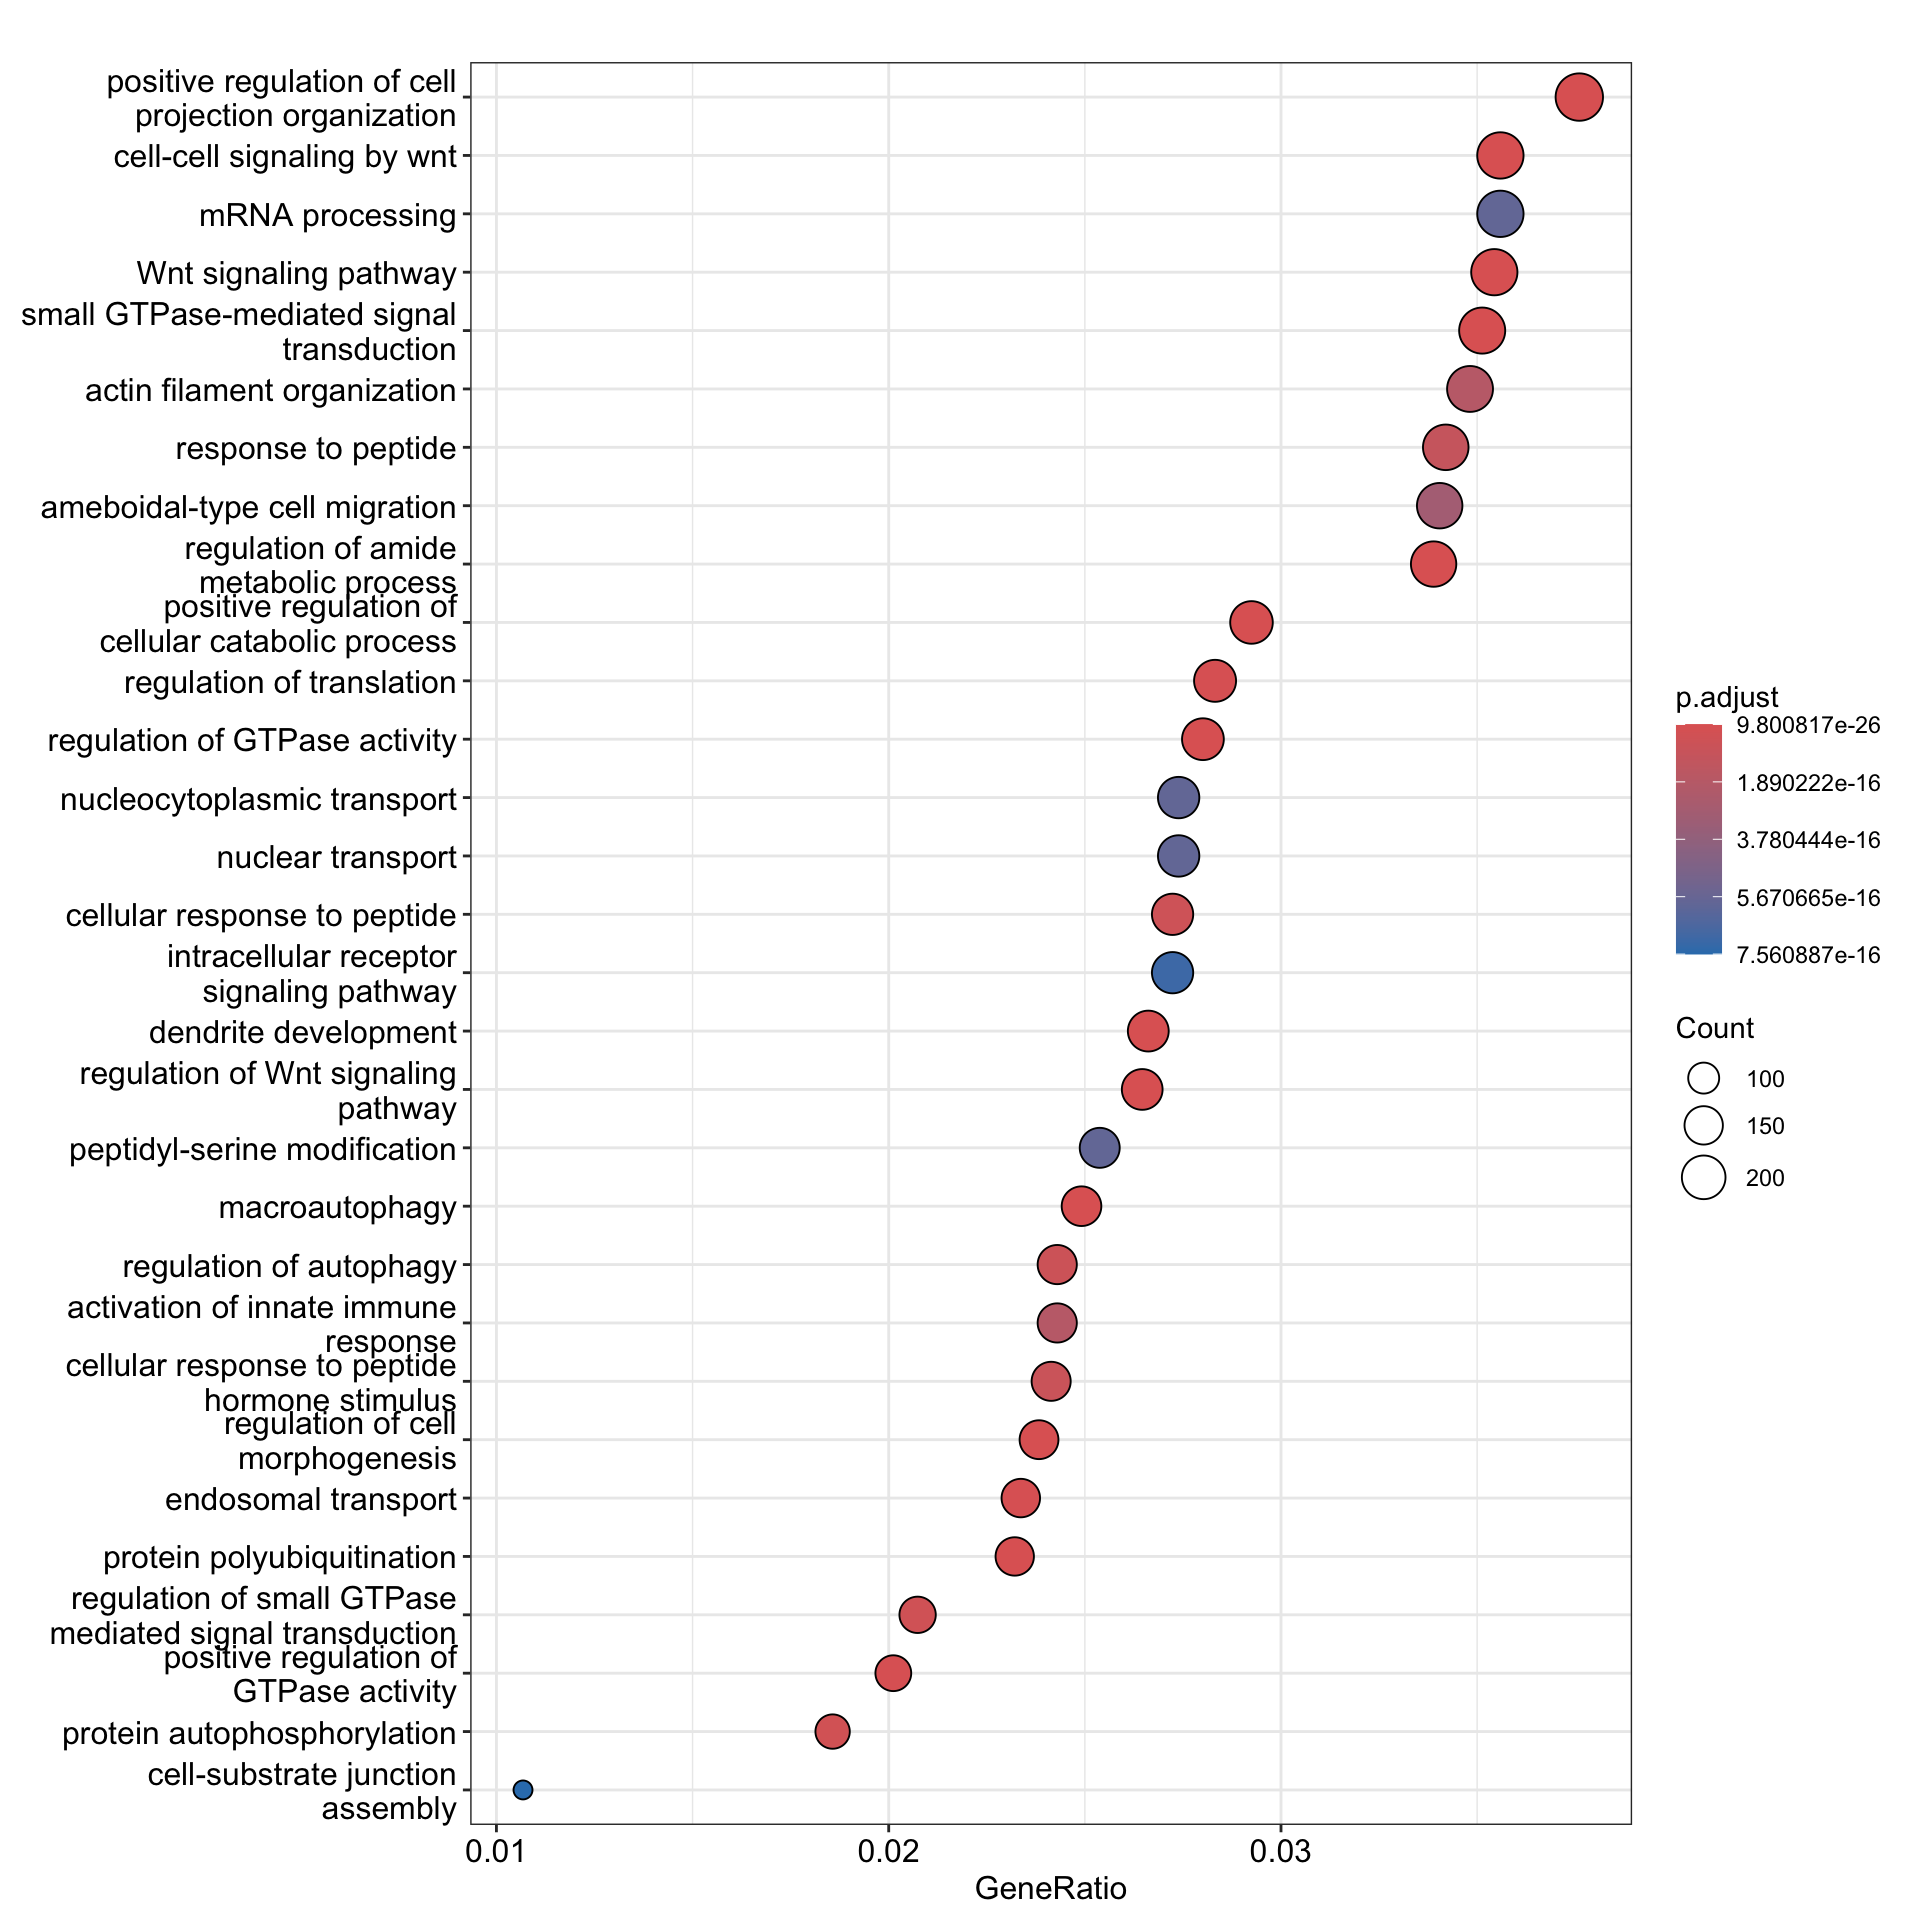 positive regulation of cell
projection organization
cell-cell signaling by wnt
mRNA processing
Wnt signaling pathway
small GTPase-mediated signal
transduction
actin filament organization
response to peptide
ameboidal-type cell migration
regulation of amide
metabolic process
positive regulation of
cellular catabolic process
regulation of translation
regulation of GTPase activity
nucleocytoplasmic transport
nuclear transport
cellular response to peptide
intracellular receptor
signaling pathway
dendrite development
regulation of Wnt signaling
pathway
peptidyl-serine modification
macroautophagy
regulation of autophagy
activation of innate immune
response
cellular response to peptide
hormone stimulus
regulation of cell
morphogenesis
endosomal transport
protein polyubiquitination
regulation of small GTPase
mediated signal transduction
positive regulation of
GTPase activity
protein autophosphorylation
cell-substrate junction
assembly
0.01
0.02
0.03
GeneRatio
p.adjust
9.800817e-26
1.890222e-16
3.780444e-16
5.670665e-16
7.560887e-16
Count
100
150
200